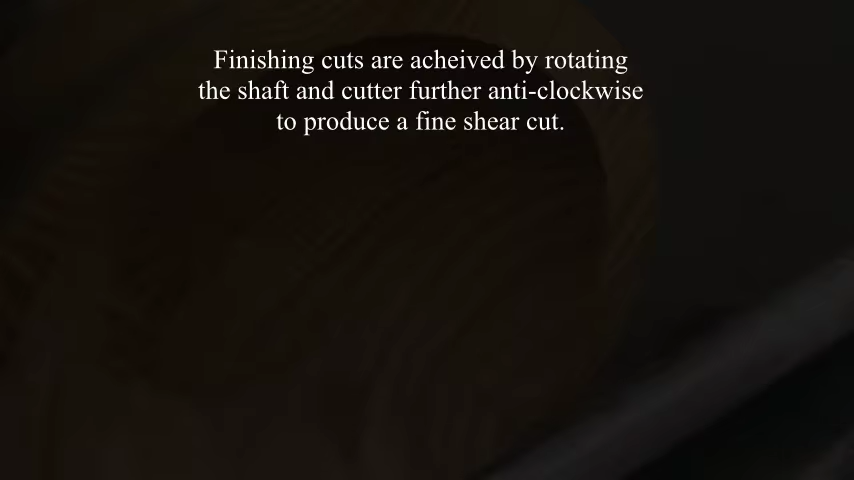 Finishing cuts are acheived by rotating
the shaft and cutter further anti-clockwise
to produce a fine shear cut.